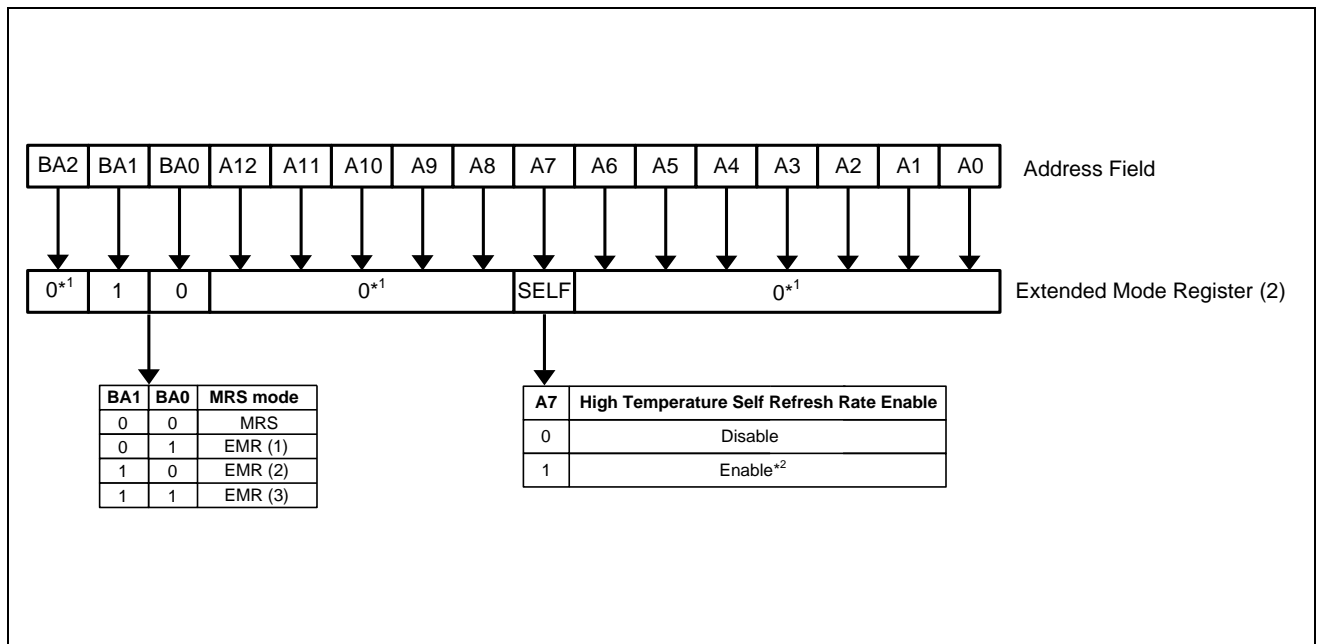 BA2 BA1 BA0 A12 A11 A10 A9 A8 A7 A6 A5 A4 A3 A2 A1 A0 Address Field
0*1 1 0 0*1 SELF 0*1 Extended Mode Register (2)
BA1 BA0 MRS mode
0 0 MRS
0 1 EMR (1)
1 0 EMR (2)
1 1 EMR (3)
A7 High Temperature Self Refresh Rate Enable
0 Disable
1 Enable*2